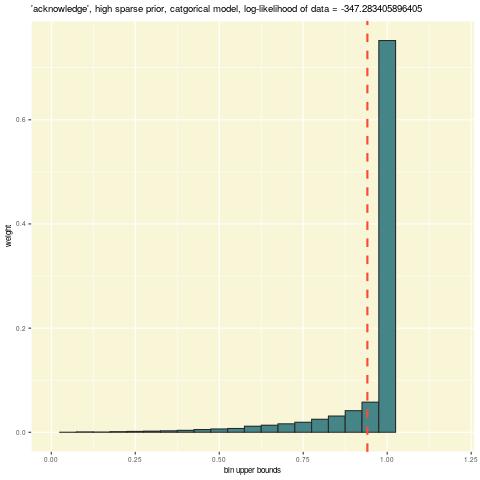 'acknowledge', high sparse prior, catgorical model, log-likelihood of data = -347.283405896405
weight
0.6
0.4
0.2
0.0
0.00 0.25 0.50 0.75 1.00 1.25
bin upper bounds